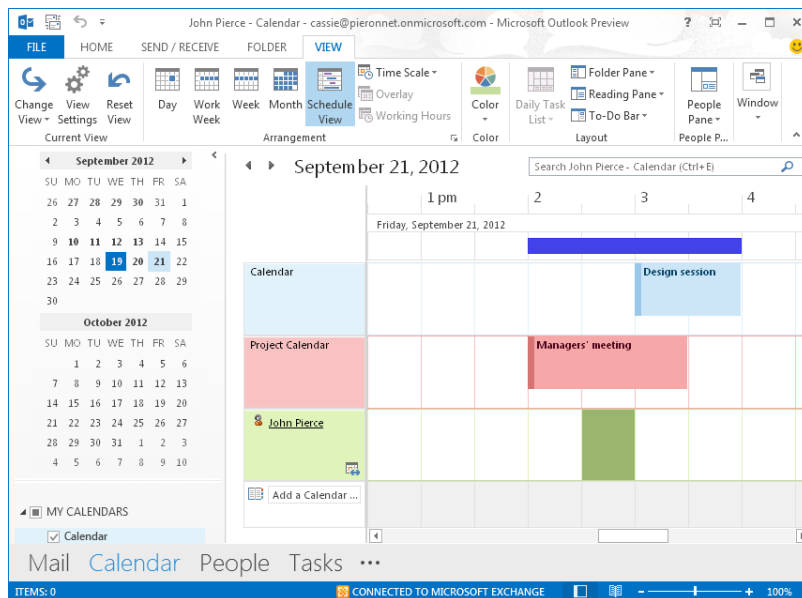 John Pierce - Calendar - cassie@pieronnet.onmicrosoft.com - Microsoft Outlook Preview
FILE HOME SEND / RECEIVE FOLDER VIEW
Change View View Settings Reset View Day Work Week Week Month Schedule View Time Scale Overlay Working Hours Color Daily Task List Folder Pane Reading Pane To-Do Bar People Pane Window
Current View Arrangement Color Layout People P...
September 2012
SU MO TU WE TH FR SA
26 27 28 29 30 31 1
2 3 4 5 6 7 8
9 10 11 12 13 14 15
16 17 18 19 20 21 22
23 24 25 26 27 28 29
30
October 2012
SU MO TU WE TH FR SA
1 2 3 4 5 6
7 8 9 10 11 12 13
14 15 16 17 18 19 20
21 22 23 24 25 26 27
28 29 30 31 1 2 3
4 5 6 7 8 9 10
MY CALENDARS
Calendar
September 21, 2012
Search John Pierce - Calendar (Ctrl+E)
1 pm 2 3 4
Friday, September 21, 2012
Calendar
Design session
Project Calendar
Managers' meeting
John Pierce
Add a Calendar ...
Mail Calendar People Tasks •••
ITEMS: 0 CONNECTED TO MICROSOFT EXCHANGE 100%